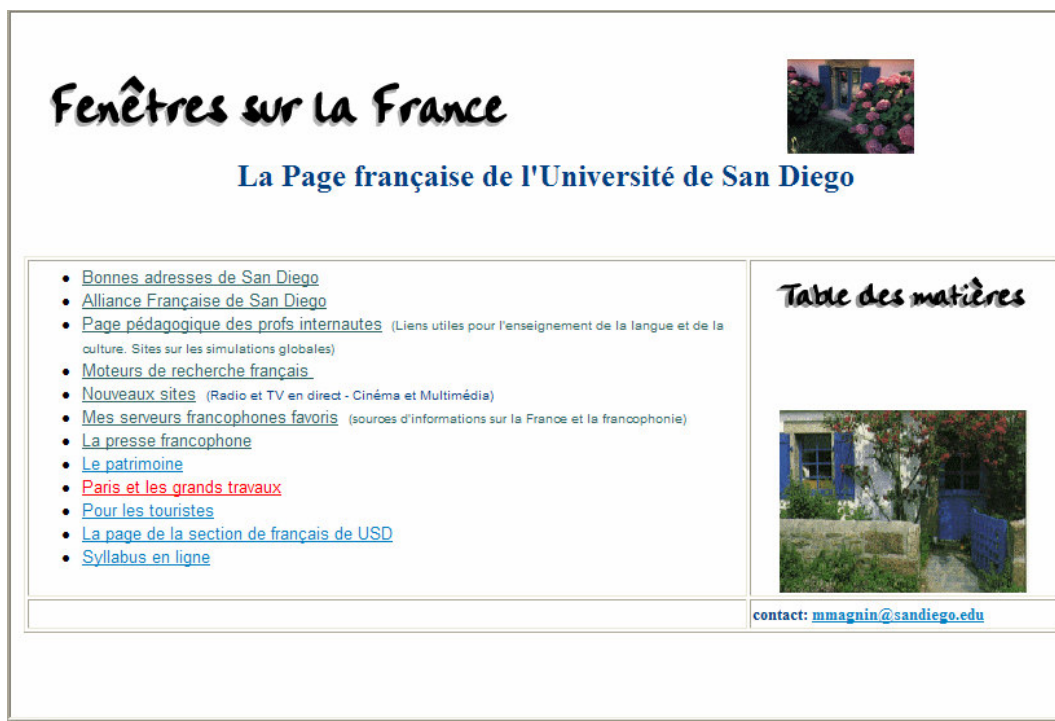 Fenêtres sur la France
La Page française de l'Université de San Diego
Bonnes adresses de San Diego
Alliance Française de San Diego
Page pédagogique des profs internautes (Liens utiles pour l'enseignement de la langue et de la
culture. Sites sur les simulations globales)
Moteurs de recherche français
Nouveaux sites (Radio et TV en direct - Cinéma et Multimédia)
Mes serveurs francophones favoris (sources d'informations sur la France et la francophonie)
La presse francophone
Le patrimoine
Paris et les grands travaux
Pour les touristes
La page de la section de français de USD
Syllabus en ligne
Table des matières
contact: mmagnin@sandiego.edu